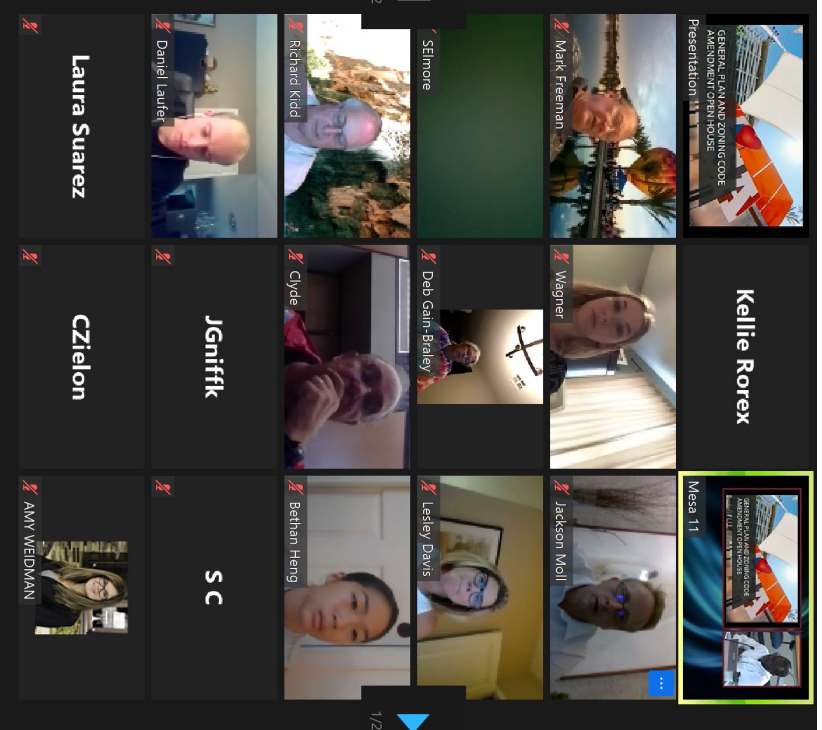 GENERAL PLAN AND ZONING CODE
AMENDMENT OPEN HOUSE
Presentation 11
Kellie Rorex
GENERAL PLAN AND ZONING CODE
AMENDMENT OPEN HOUSE
Mesa 11
Mark Freeman
Wagner
Jackson Moll
SElmore
Deb Gain-Braley
Lesley Davis
Richard Kidd
Clyde
Bethan Heng
1/2
Daniel Laufer
JGniffk
S C
Laura Suarez
CZielon
AMY WEIDMAN